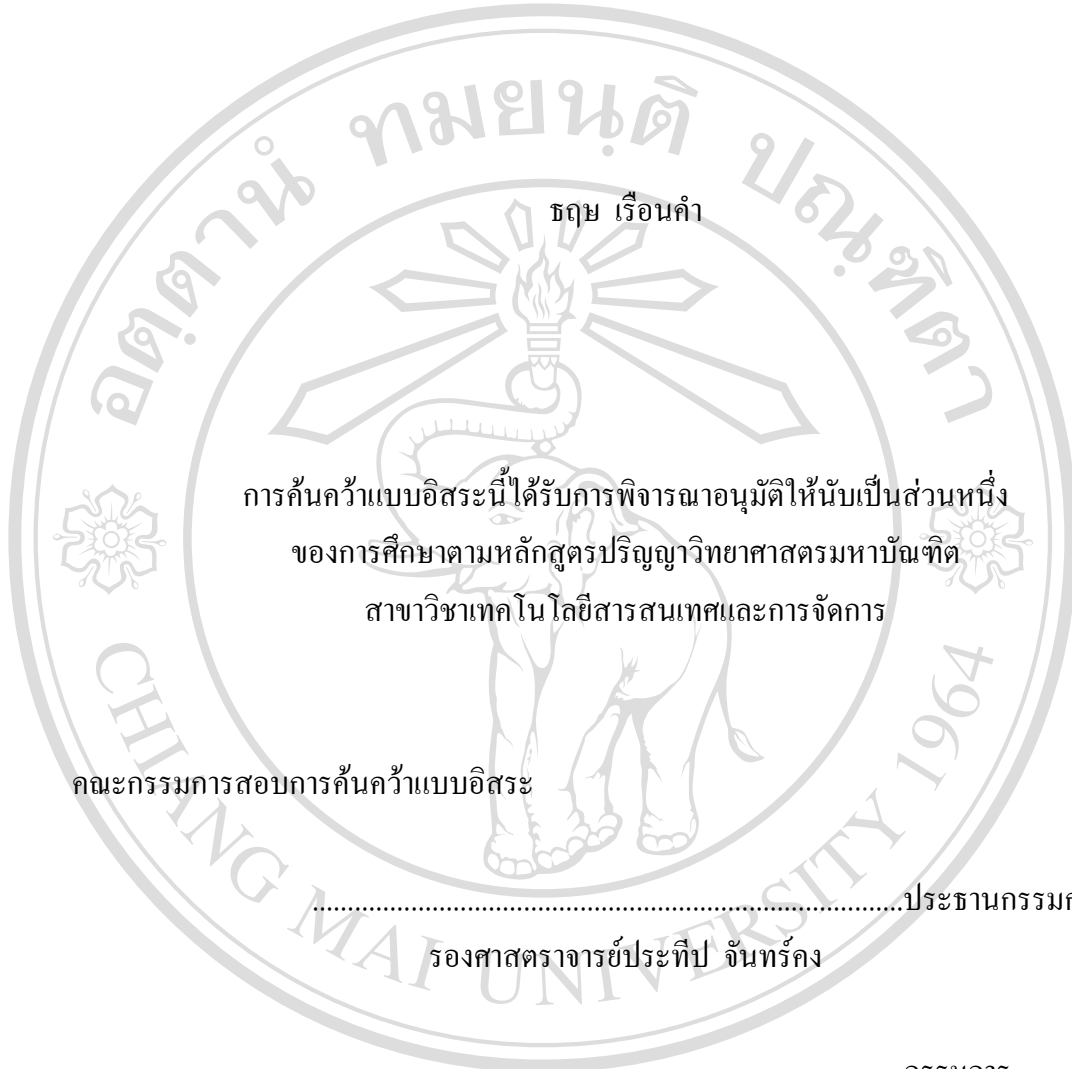 อตฺตานํ ทมยนฺติ ปณฺฑิตา
ธฤษ เรือนคำ
การค้นคว้าแบบอิสระนี้ได้รับการพิจารณาอนุมัติให้นับเป็นส่วนหนึ่ง
ของการศึกษาตามหลักสูตรปริญญาวิทยาศาสตรมหาบัณฑิต
สาขาวิชาเทคโนโลยีสารสนเทศและการจัดการ
คณะกรรมการสอบการค้นคว้าแบบอิสระ
....................................................................................ประธานกรรมก
รองศาสตราจารย์ประทีป จันทร์คง
CHIANG MAI UNIVERSITY 1964